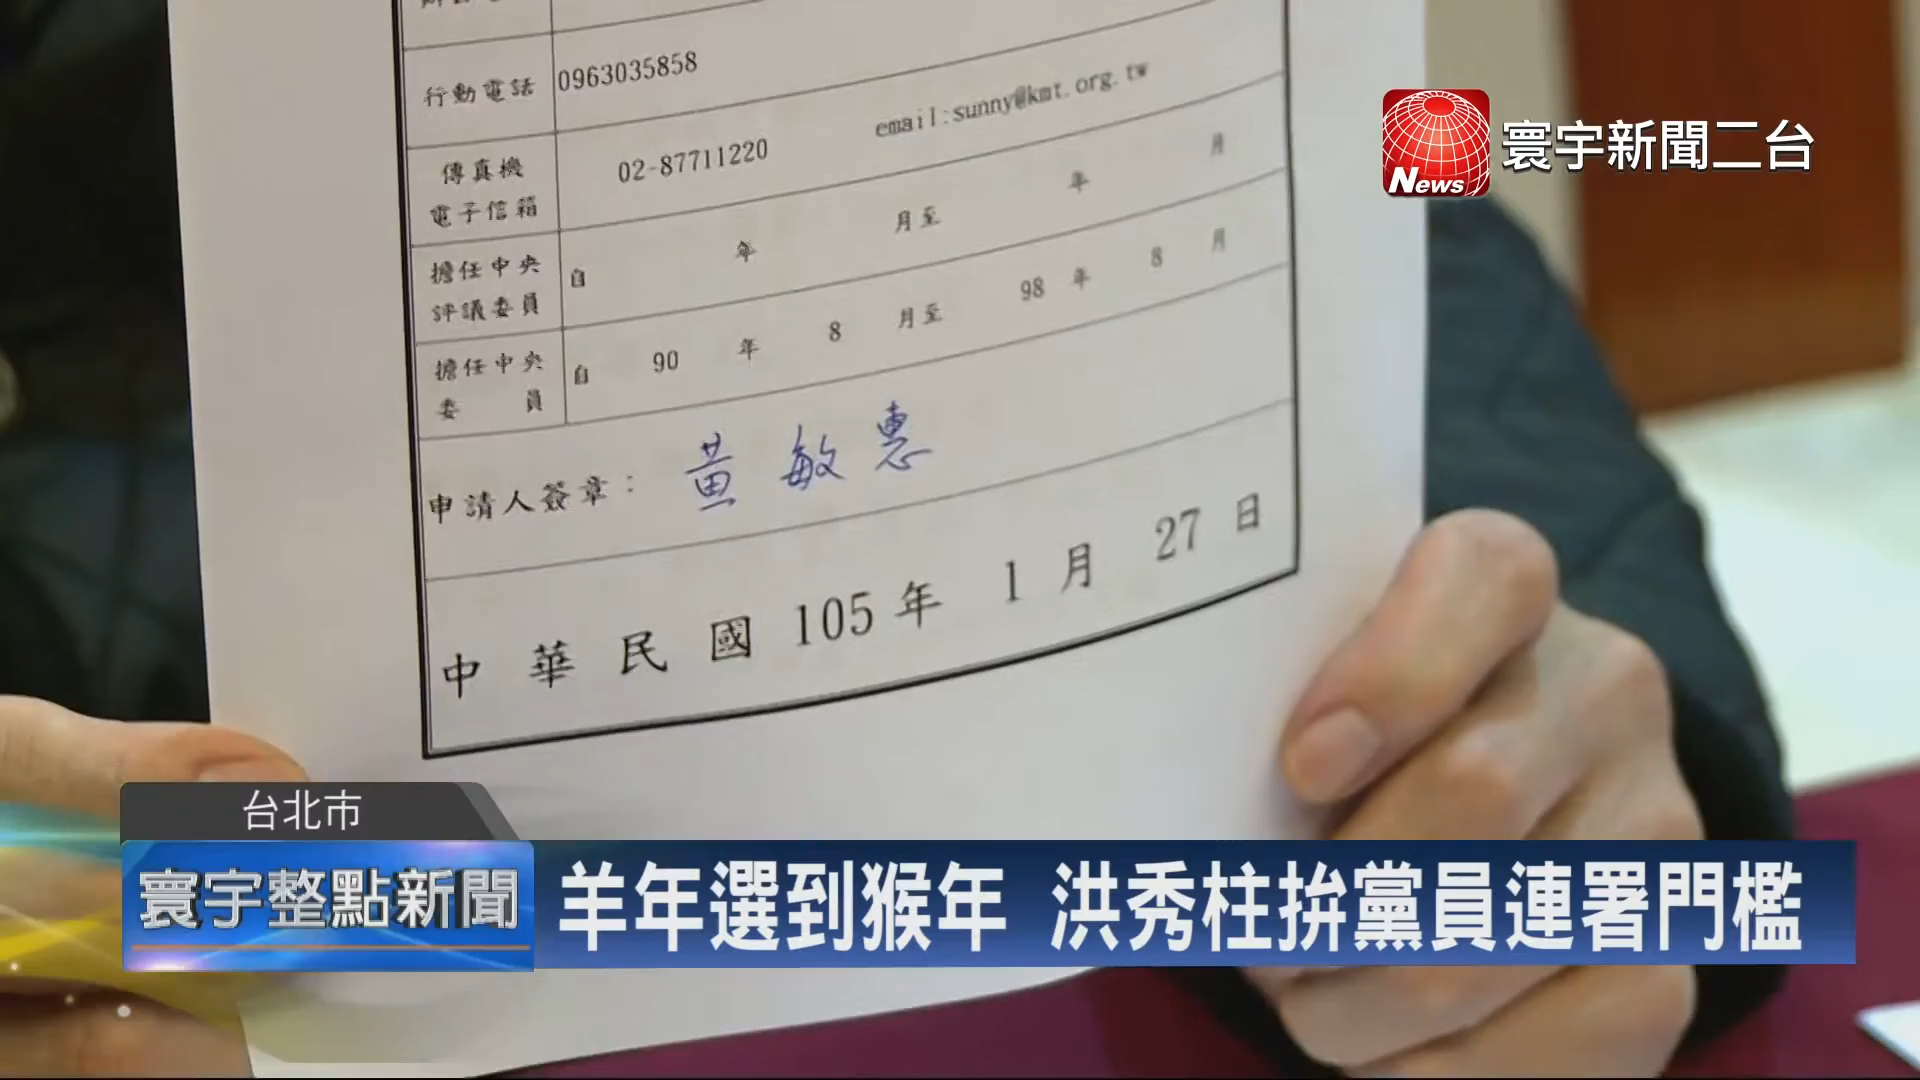 行動電話 0963035858
傳真機 02-87711220 email:sunny@kmt.org.tw
電子信箱
擔任中央 自 年 月至 年 月
評議委員
擔任中央 自 90 年 8 月至 98 年 8 月
委 員
申請人簽章： 黃敏惠
中華民國 105 年 1 月 27 日
News 寰宇新聞二台
台北市
寰宇整點新聞
羊年選到猴年 洪秀柱拚黨員連署門檻